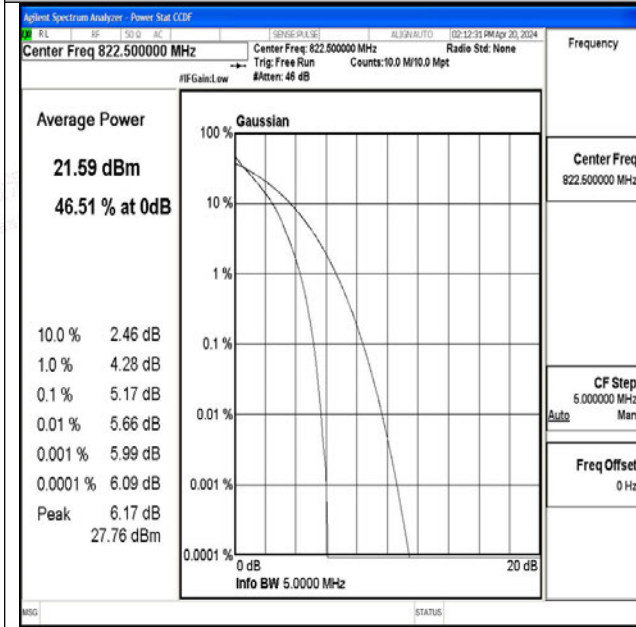 Agilent Spectrum Analyzer - Power Stat CCDF
RL RF 50 Ω AC SENSE:PULSE ALIGNAUTO 02:12:31 PM Apr 20, 2024
Center Freq 822.500000 MHz
Center Freq: 822.500000 MHz Radio Std: None
Trig: Free Run Counts:10.0 M/10.0 Mpt
#IFGain:Low #Atten: 46 dB
Frequency
Average Power
21.59 dBm
46.51 % at 0dB
10.0 % 2.46 dB
1.0 % 4.28 dB
0.1 % 5.17 dB
0.01 % 5.66 dB
0.001 % 5.99 dB
0.0001 % 6.09 dB
Peak 6.17 dB
27.76 dBm
Gaussian
100 %
10 %
1 %
0.1 %
0.01 %
0.001 %
0.0001 %
0 dB 20 dB
Info BW 5.0000 MHz
Center Freq
822.500000 MHz
CF Step
5.000000 MHz
Auto Man
Freq Offset
0 Hz
MSG STATUS